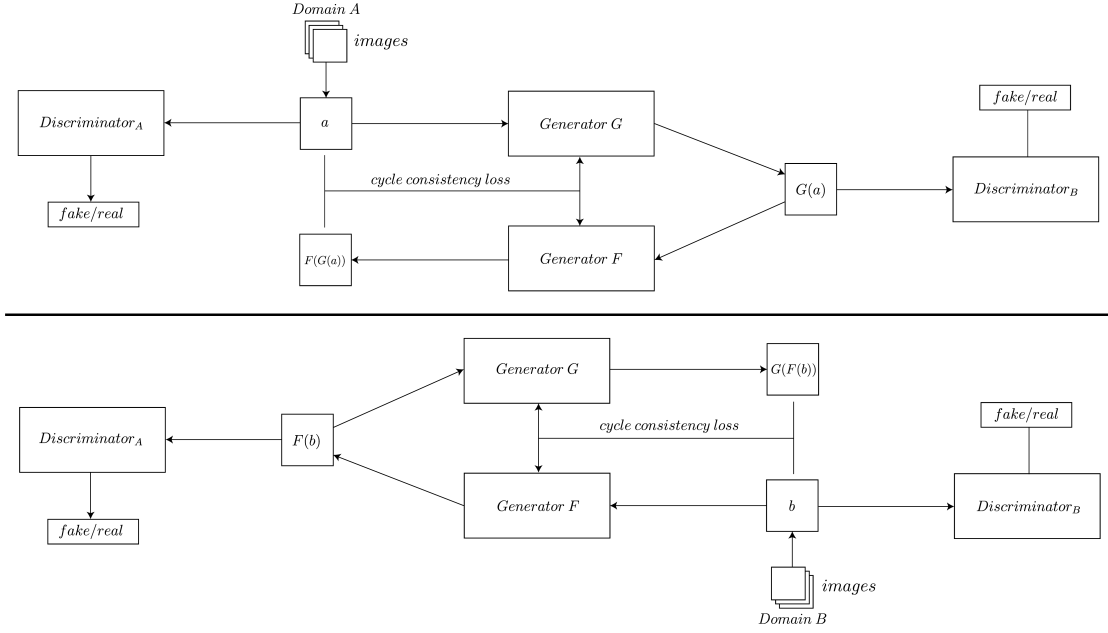 Domain A
images
Discriminator_A
a
Generator G
fake/real
G(a)
Discriminator_B
cycle consistency loss
fake/real
F(G(a))
Generator F
Generator G
G(F(b))
Discriminator_A
F(b)
cycle consistency loss
fake/real
Discriminator_B
Generator F
b
fake/real
images
Domain B